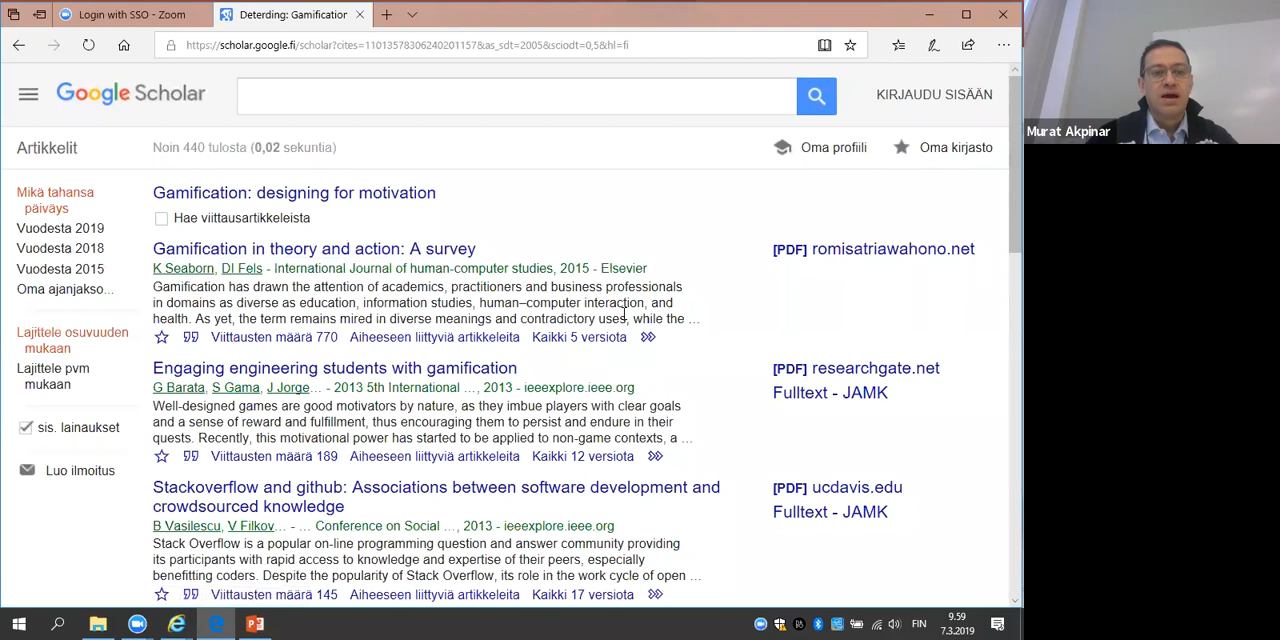 Login with SSO - Zoom
Deterding: Gamification
https://scholar.google.fi/scholar?cites=11013578306240201157&as_sdt=2005&sciodt=0,5&hl=fi
Google Scholar
KIRJAUDU SISÄÄN
Murat Akpinar
Artikkelit
Noin 440 tulosta (0,02 sekuntia)
Oma profiili
Oma kirjasto
Mikä tahansa
päiväys
Vuodesta 2019
Vuodesta 2018
Vuodesta 2015
Oma ajanjakso...
Lajittele osuvuuden
mukaan
Lajittele pvm
mukaan
sis. lainaukset
Luo ilmoitus
Gamification: designing for motivation
Hae viittausartikkeleista
Gamification in theory and action: A survey
[PDF] romisatriawahono.net
K Seaborn, DI Fels - International Journal of human-computer studies, 2015 - Elsevier
Gamification has drawn the attention of academics, practitioners and business professionals
in domains as diverse as education, information studies, human–computer interaction, and
health. As yet, the term remains mired in diverse meanings and contradictory uses, while the ...
Viittausten määrä 770 Aiheeseen liittyviä artikkeleita Kaikki 5 versiota
Engaging engineering students with gamification
[PDF] researchgate.net
G Barata, S Gama, J Jorge... - 2013 5th International ..., 2013 - ieeexplore.ieee.org
Fulltext - JAMK
Well-designed games are good motivators by nature, as they imbue players with clear goals
and a sense of reward and fulfillment, thus encouraging them to persist and endure in their
quests. Recently, this motivational power has started to be applied to non-game contexts, a ...
Viittausten määrä 189 Aiheeseen liittyviä artikkeleita Kaikki 12 versiota
Stackoverflow and github: Associations between software development and
crowdsourced knowledge
[PDF] ucdavis.edu
Fulltext - JAMK
B Vasilescu, V Filkov... - ... Conference on Social ..., 2013 - ieeexplore.ieee.org
Stack Overflow is a popular on-line programming question and answer community providing
its participants with rapid access to knowledge and expertise of their peers, especially
benefitting coders. Despite the popularity of Stack Overflow, its role in the work cycle of open ...
Viittausten määrä 145 Aiheeseen liittyviä artikkeleita Kaikki 17 versiota
FIN
9.59
7.3.2019